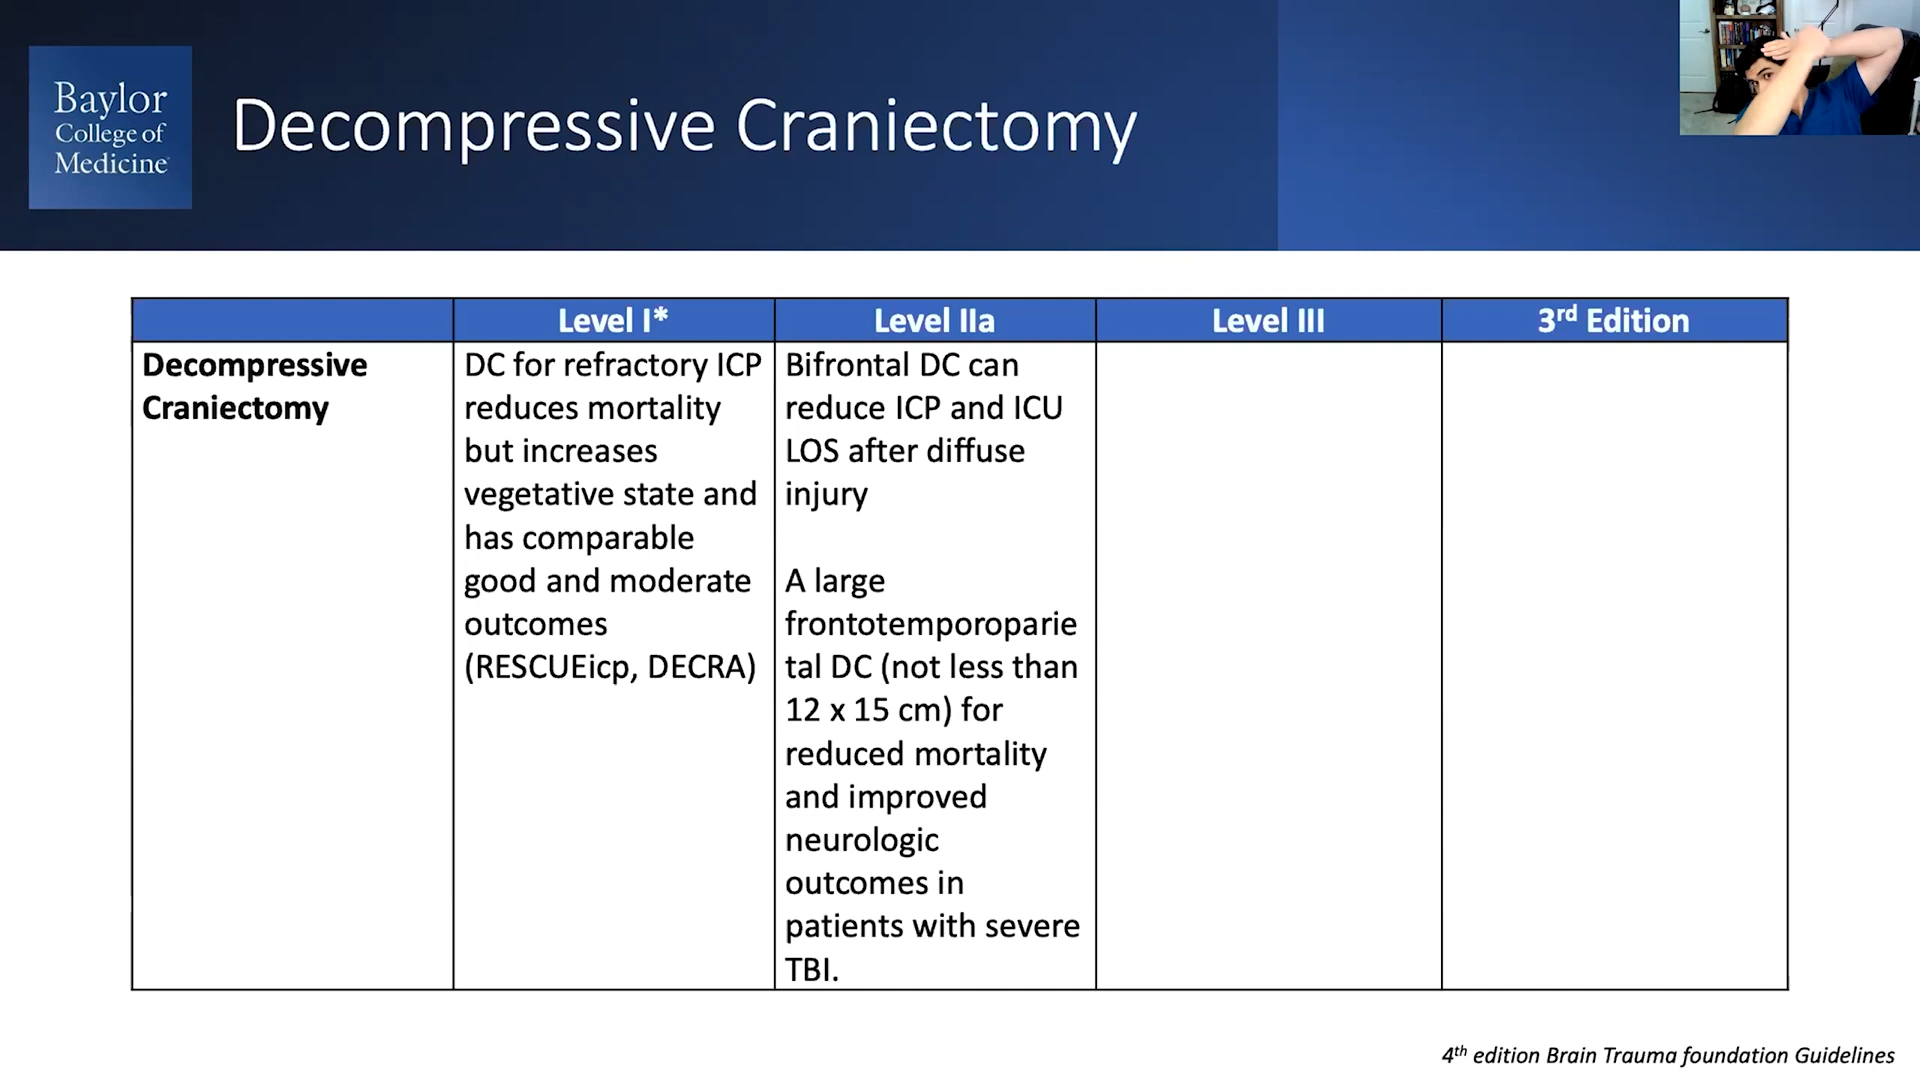 Baylor
College of
Medicine
Decompressive Craniectomy
Level I*
Level IIa
Level III
3rd Edition
Decompressive
Craniectomy
DC for refractory ICP
reduces mortality
but increases
vegetative state and
has comparable
good and moderate
outcomes
(RESCUEicp, DECRA)
Bifrontal DC can
reduce ICP and ICU
LOS after diffuse
injury
A large
frontotemporoparie
tal DC (not less than
12 x 15 cm) for
reduced mortality
and improved
neurologic
outcomes in
patients with severe
TBI.
4th edition Brain Trauma foundation Guidelines